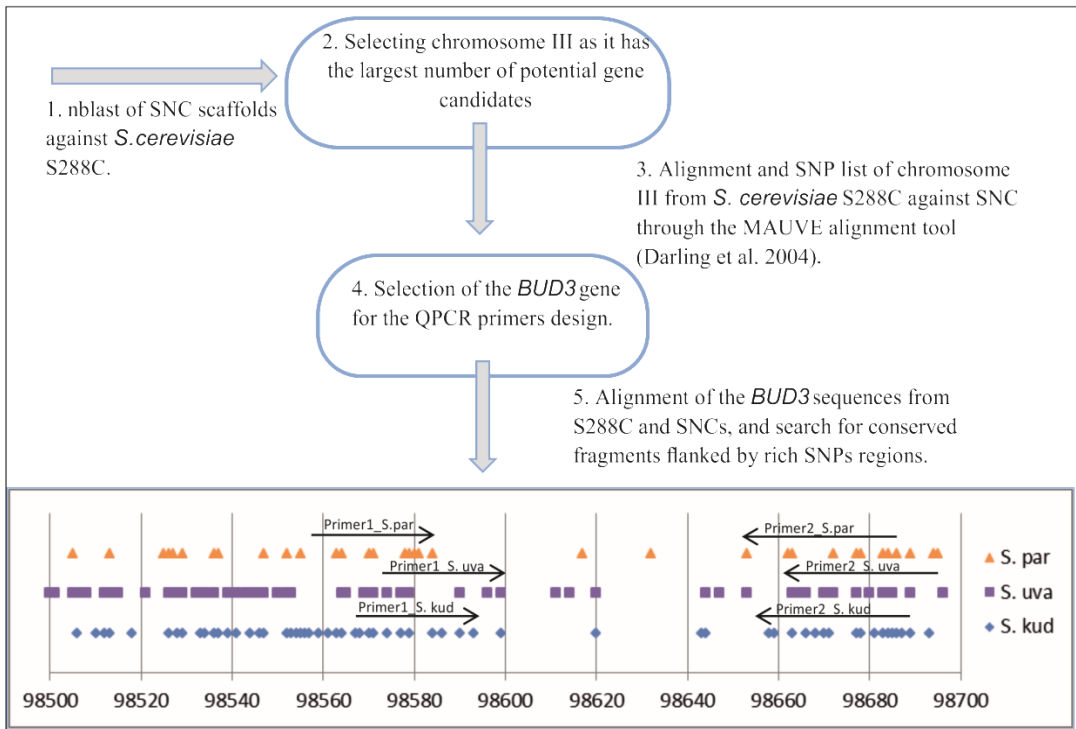 2. Selecting chromosome III as it has
the largest number of potential gene
candidates
1. nblast of SNC scaffolds
against S.cerevisiae
S288C.
3. Alignment and SNP list of chromosome
III from S. cerevisiae S288C against SNC
through the MAUVE alignment tool
(Darling et al. 2004).
4. Selection of the BUD3 gene
for the QPCR primers design.
5. Alignment of the BUD3 sequences from
S288C and SNCs, and search for conserved
fragments flanked by rich SNPs regions.
Primer1_S.par
Primer2_S.par
S. par
Primer1_S. uva
Primer2_S. uva
S. uva
Primer1_S. kud
Primer2_S. kud
S. kud
98500 98520 98540 98560 98580 98600 98620 98640 98660 98680 98700